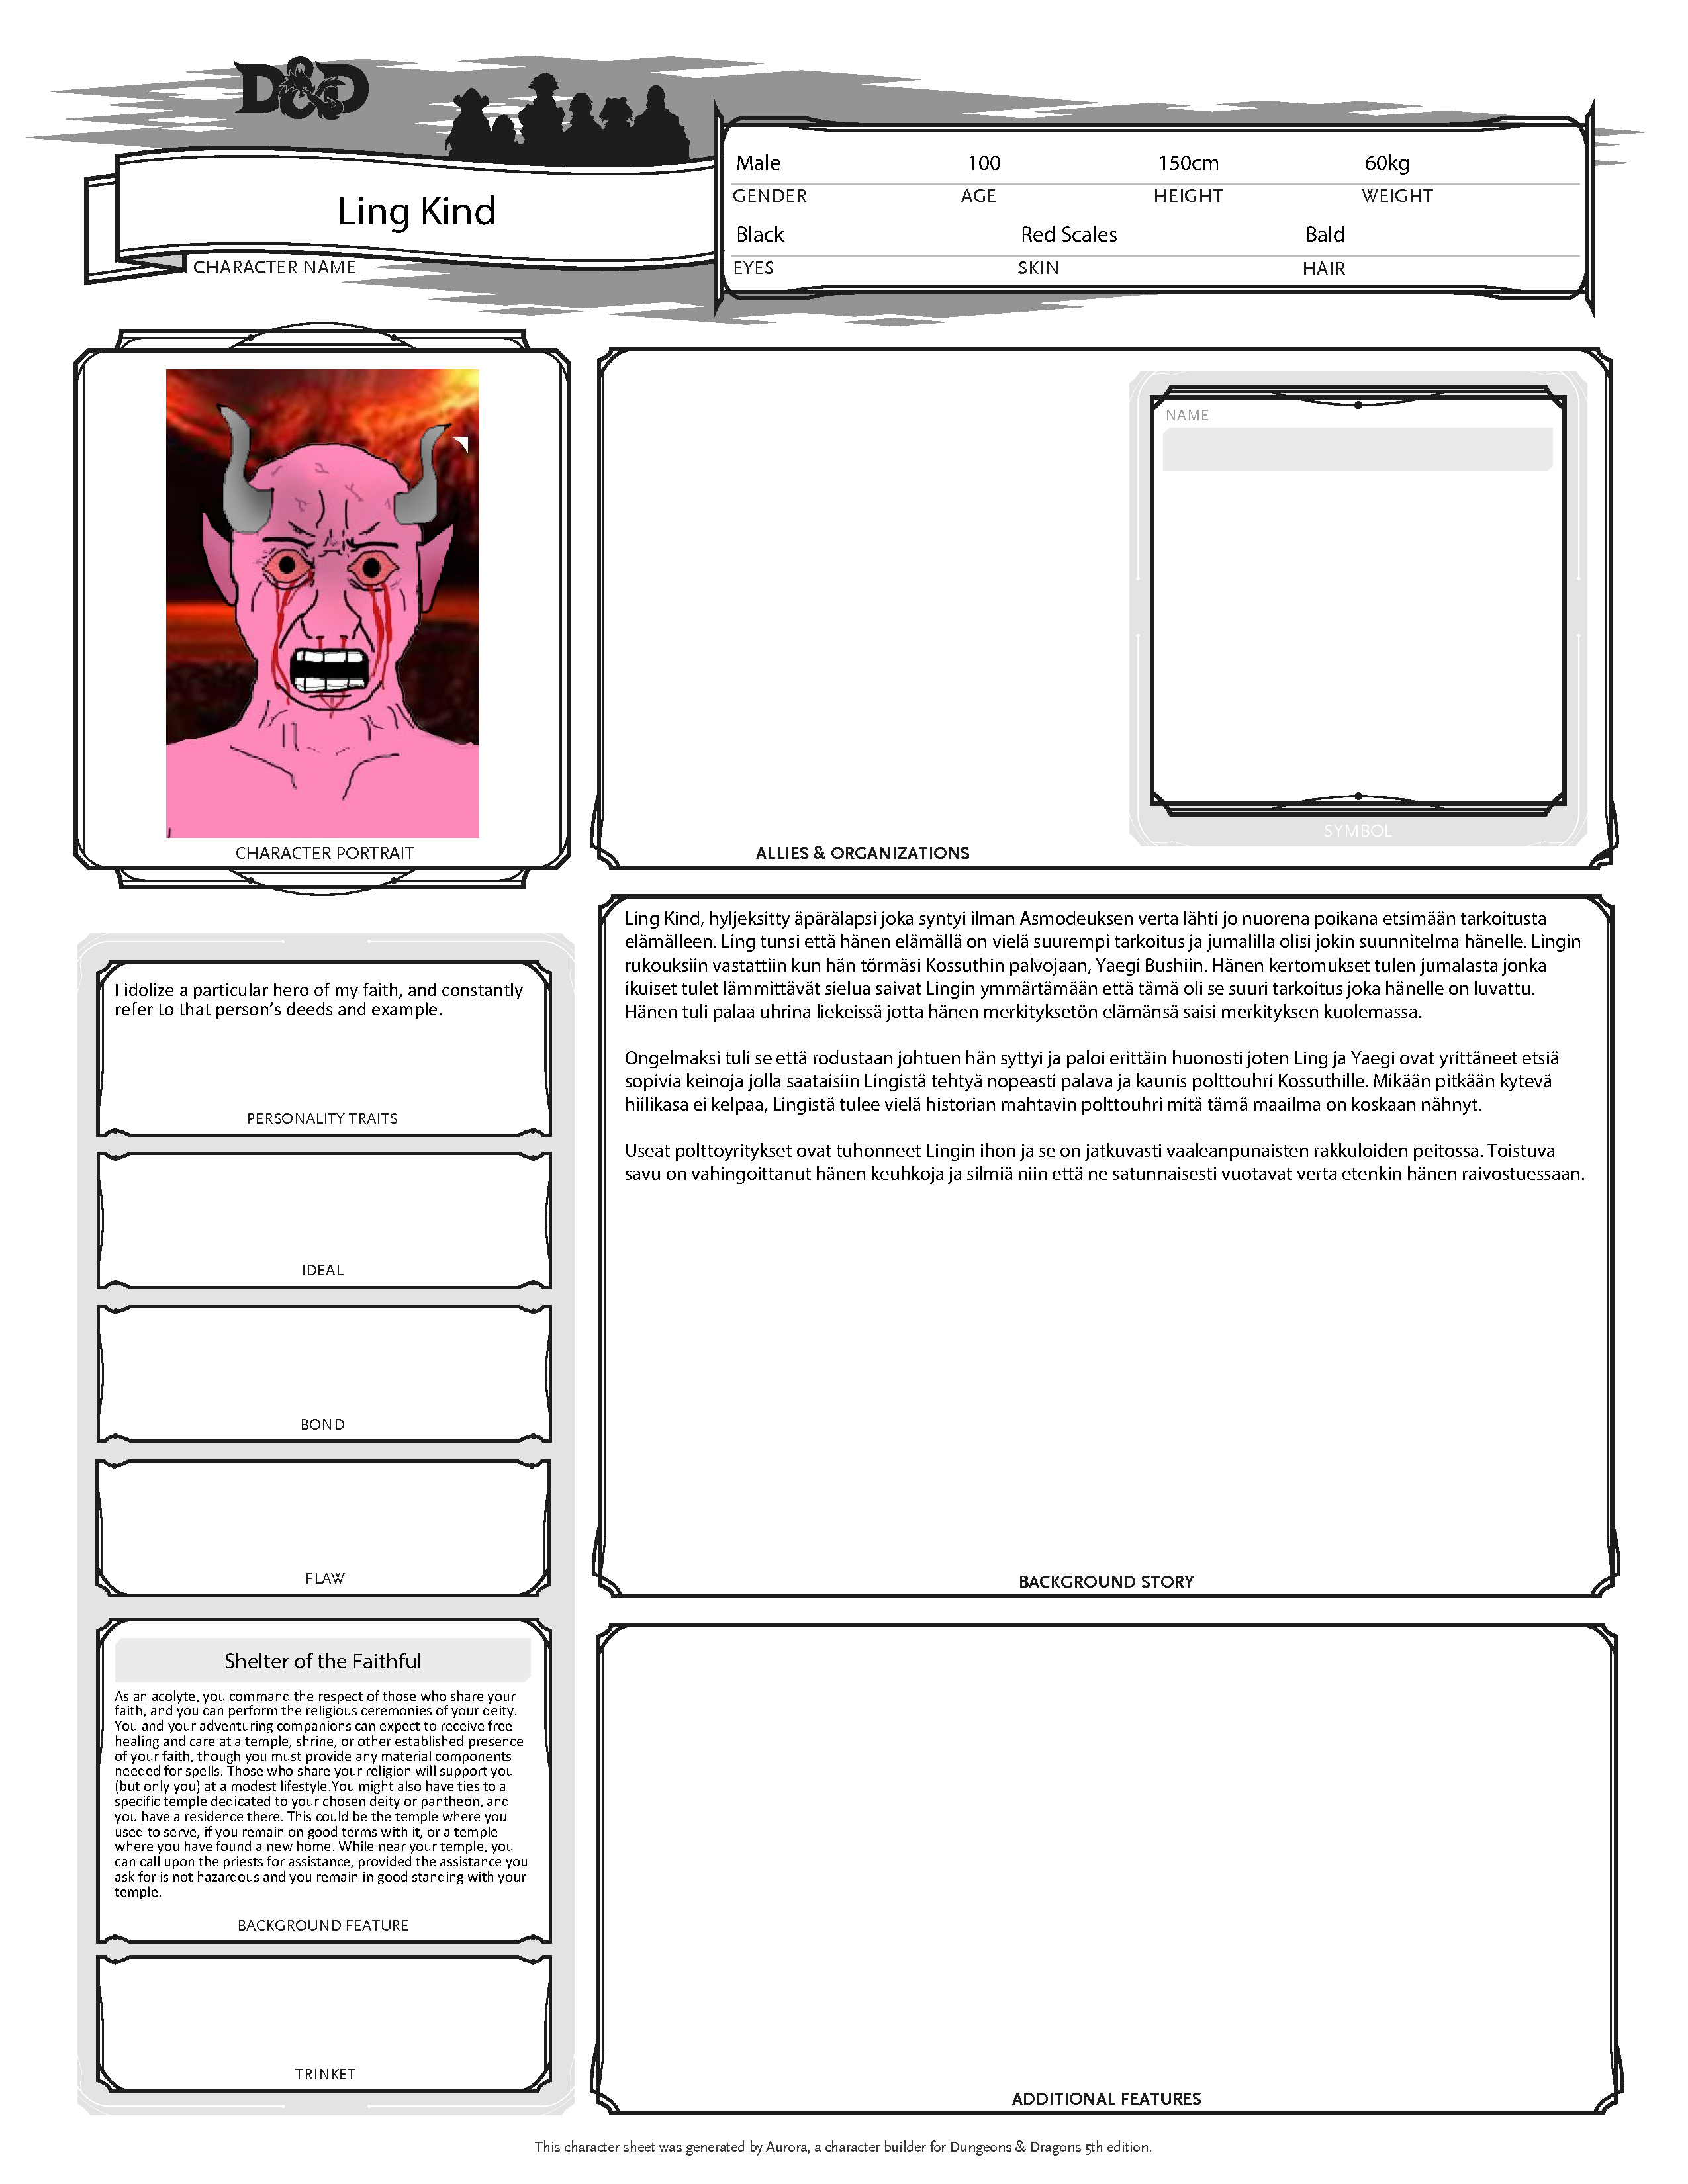 D&D
Ling Kind
CHARACTER NAME
Male 100 150cm 60kg
GENDER AGE HEIGHT WEIGHT
Black Red Scales Bald
EYES SKIN HAIR
CHARACTER PORTRAIT
NAME
SYMBOL
ALLIES & ORGANIZATIONS
I idolize a particular hero of my faith, and constantly
refer to that person's deeds and example.
PERSONALITY TRAITS
IDEAL
BOND
FLAW
Shelter of the Faithful
As an acolyte, you command the respect of those who share your
faith, and you can perform the religious ceremonies of your deity.
You and your adventuring companions can expect to receive free
healing and care at a temple, shrine, or other established presence
of your faith, though you must provide any material components
needed for spells. Those who share your religion will support you
(but only you) at a modest lifestyle.You might also have ties to a
specific temple dedicated to your chosen deity or pantheon, and
you have a residence there. This could be the temple where you
used to serve, if you remain on good terms with it, or a temple
where you have found a new home. While near your temple, you
can call upon the priests for assistance, provided the assistance you
ask for is not hazardous and you remain in good standing with your
temple.
BACKGROUND FEATURE
TRINKET
Ling Kind, hyljeksitty äpärälapsi joka syntyi ilman Asmodeuksen verta lähti jo nuorena poikana etsimään tarkoitusta
elämälleen. Ling tunsi että hänen elämällä on vielä suurempi tarkoitus ja jumalilla olisi jokin suunnitelma hänelle. Lingin
rukouksiin vastattiin kun hän törmäsi Kossuthin palvojaan, Yaegi Bushiin. Hänen kertomukset tulen jumalasta jonka
ikuiset tulet lämmittävät sielua saivat Lingin ymmärtämään että tämä oli se suuri tarkoitus joka hänelle on luvattu.
Hänen tuli palaa uhrina liekeissä jotta hänen merkityksetön elämänsä saisi merkityksen kuolemassa.
Ongelmaksi tuli se että rodustaan johtuen hän syttyi ja paloi erittäin huonosti joten Ling ja Yaegi ovat yrittäneet etsiä
sopivia keinoja jolla saataisiin Lingistä tehtyä nopeasti palava ja kaunis polttouhri Kossuthille. Mikään pitkään kytevä
hiilikasa ei kelpaa, Lingistä tulee vielä historian mahtavin polttouhri mitä tämä maailma on koskaan nähnyt.
Useat polttoyritykset ovat tuhonneet Lingin ihon ja se on jatkuvasti vaaleanpunaisten rakkuloiden peitossa. Toistuva
savu on vahingoittanut hänen keuhkoja ja silmiä niin että ne satunnaisesti vuotavat verta etenkin hänen raivostuessaan.
BACKGROUND STORY
ADDITIONAL FEATURES
This character sheet was generated by Aurora, a character builder for Dungeons & Dragons 5th edition.